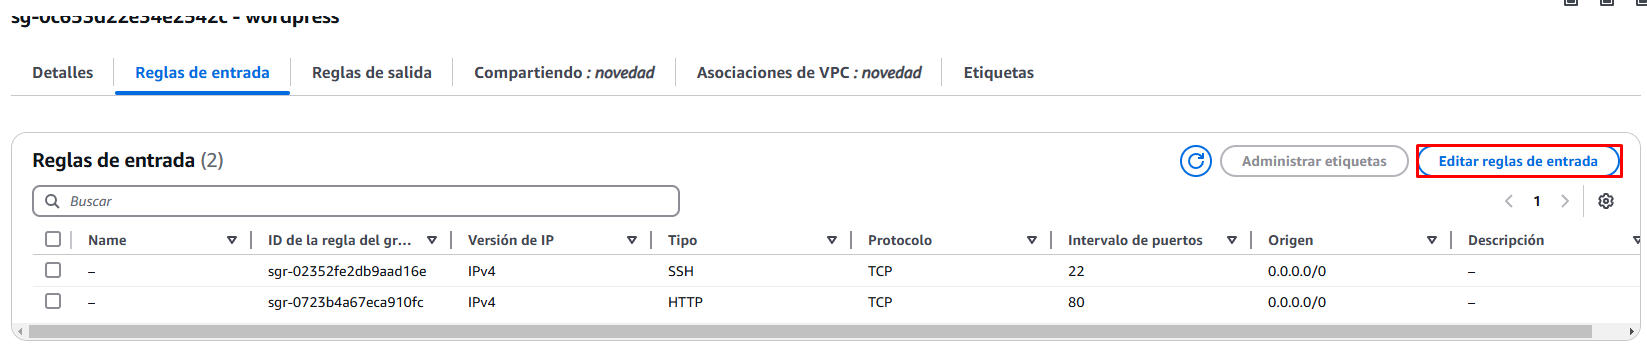 sg-0c653d22e34e2542c - wordpress
Detalles Reglas de entrada Reglas de salida Compartiendo : novedad Asociaciones de VPC : novedad Etiquetas
Reglas de entrada (2) Administrar etiquetas Editar reglas de entrada
Buscar 1
Name ID de la regla del gr... Versión de IP Tipo Protocolo Intervalo de puertos Origen Descripción
– sgr-02352fe2db9aad16e IPv4 SSH TCP 22 0.0.0.0/0 –
– sgr-0723b4a67eca910fc IPv4 HTTP TCP 80 0.0.0.0/0 –